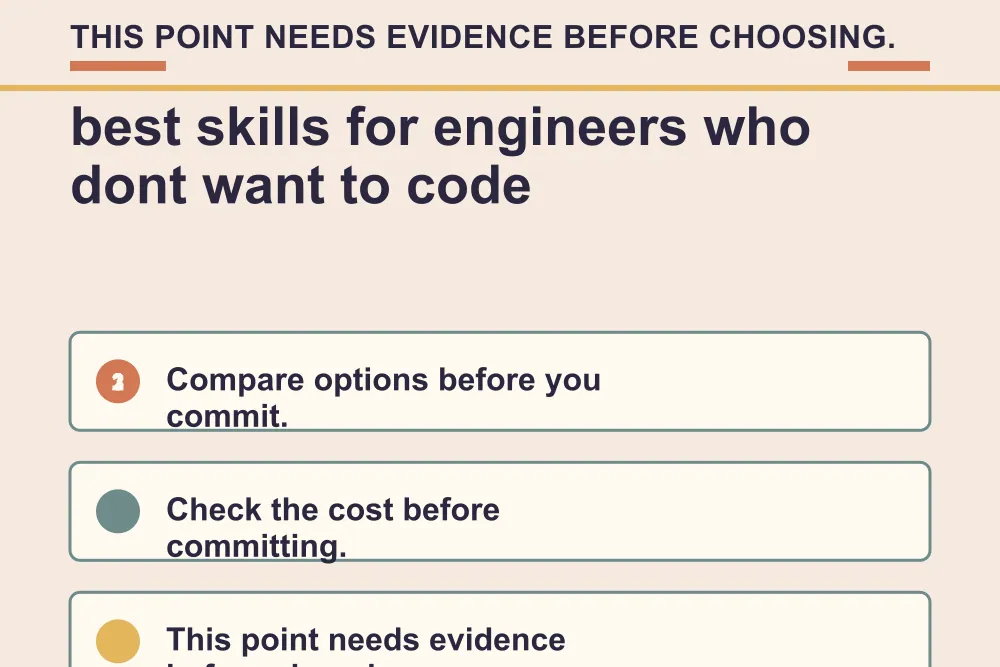 THIS POINT NEEDS EVIDENCE BEFORE CHOOSING.
best skills for engineers who
dont want to code
Compare options before you
commit.
Check the cost before
committing.
This point needs evidence